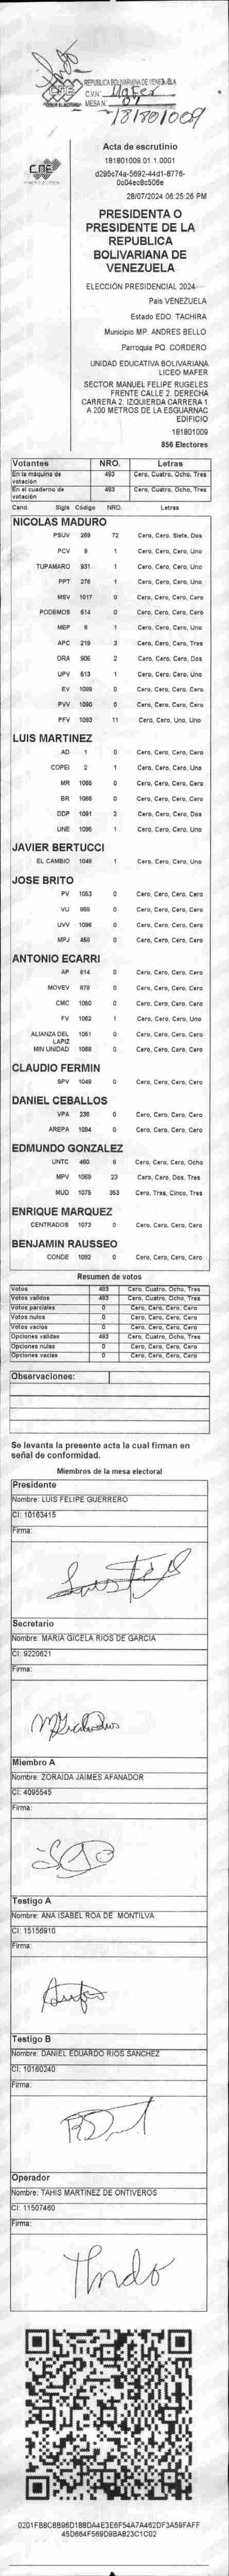 REPUBLICA BOLIVARIANA DE VENEZUELA
C.V.N° Mafer
MESA N° 01
181801009
CNE
Acta de escrutinio
181801009.01.1.0001
28/07/2024 06:25:26 PM
PRESIDENTA O
PRESIDENTE DE LA
REPUBLICA
BOLIVARIANA DE
VENEZUELA
ELECCIÓN PRESIDENCIAL 2024
País VENEZUELA
Estado EDO. TACHIRA
Municipio MP. ANDRES BELLO
Parroquia PQ. CORDERO
UNIDAD EDUCATIVA BOLIVARIANA
LICEO MAFER
SECTOR MANUEL FELIPE RUGELES
FRENTE CALLE 2. DERECHA
CARRERA 2. IZQUIERDA CARRERA 1
A 200 METROS DE LA ESGUARNAC
EDIFICIO
181801009
856 Electores
Votantes NRO. Letras
En la máquina de votación 483 Cero, Cuatro, Ocho, Tres
En el cuaderno de votación 483 Cero, Cuatro, Ocho, Tres
Cand. Sigla Código NRO. Letras
NICOLAS MADURO
PSUV 269 72 Cero, Cero, Siete, Dos
PCV 9 1 Cero, Cero, Cero, Uno
TUPAMARO 931 1 Cero, Cero, Cero, Uno
PPT 276 1 Cero, Cero, Cero, Uno
MSV 1017 0 Cero, Cero, Cero, Cero
PODEMOS 514 0 Cero, Cero, Cero, Cero
MEP 6 1 Cero, Cero, Cero, Uno
APC 219 3 Cero, Cero, Cero, Tres
ORA 906 2 Cero, Cero, Cero, Dos
UPV 613 1 Cero, Cero, Cero, Uno
EV 1089 0 Cero, Cero, Cero, Cero
PVV 1090 0 Cero, Cero, Cero, Cero
PFV 1093 11 Cero, Cero, Uno, Uno
LUIS MARTINEZ
AD 1 0 Cero, Cero, Cero, Cero
COPEI 2 1 Cero, Cero, Cero, Uno
MR 1065 0 Cero, Cero, Cero, Cero
BR 1066 0 Cero, Cero, Cero, Cero
DDP 1091 2 Cero, Cero, Cero, Dos
UNE 1095 1 Cero, Cero, Cero, Uno
JAVIER BERTUCCI
EL CAMBIO 1048 1 Cero, Cero, Cero, Uno
JOSE BRITO
PV 1053 0 Cero, Cero, Cero, Cero
VU 868 0 Cero, Cero, Cero, Cero
UVV 1096 0 Cero, Cero, Cero, Cero
MPJ 458 0 Cero, Cero, Cero, Cero
ANTONIO ECARRI
AP 814 0 Cero, Cero, Cero, Cero
MOVEV 878 0 Cero, Cero, Cero, Cero
CMC 1050 0 Cero, Cero, Cero, Cero
FV 1062 1 Cero, Cero, Cero, Uno
ALIANZA DEL LAPIZ 1081 0 Cero, Cero, Cero, Cero
MIN UNIDAD 1088 0 Cero, Cero, Cero, Cero
CLAUDIO FERMIN
SPV 1049 0 Cero, Cero, Cero, Cero
DANIEL CEBALLOS
VPA 236 0 Cero, Cero, Cero, Cero
AREPA 1094 0 Cero, Cero, Cero, Cero
EDMUNDO GONZALEZ
UNTC 460 8 Cero, Cero, Cero, Ocho
MPV 1069 23 Cero, Cero, Dos, Tres
MUD 1075 353 Cero, Tres, Cinco, Tres
ENRIQUE MARQUEZ
CENTRADOS 1072 0 Cero, Cero, Cero, Cero
BENJAMIN RAUSSEO
CONDE 1092 0 Cero, Cero, Cero, Cero
Resumen de votos
Votos 483 Cero, Cuatro, Ocho, Tres
Votos validos 483 Cero, Cuatro, Ocho, Tres
Votos parciales 0 Cero, Cero, Cero, Cero
Votos nulos 0 Cero, Cero, Cero, Cero
Votos vacios 0 Cero, Cero, Cero, Cero
Opciones validas 483 Cero, Cuatro, Ocho, Tres
Opciones nulas 0 Cero, Cero, Cero, Cero
Opciones vacias 0 Cero, Cero, Cero, Cero
Observaciones:
Se levanta la presente acta la cual firman en
señal de conformidad.
Miembros de la mesa electoral
Presidente
Nombre: LUIS FELIPE GUERRERO
CI: 10163415
Firma:
Secretario
Nombre: MARIA GICELA RIOS DE GARCIA
CI: 9220621
Firma:
Miembro A
Nombre: ZORAIDA JAIMES AFANADOR
CI: 4095545
Firma:
Testigo A
Nombre: ANA ISABEL ROA DE MONTILVA
CI: 15156910
Firma:
Testigo B
Nombre: DANIEL EDUARDO RIOS SANCHEZ
CI: 10160240
Firma:
Operador
Nombre: TAHIS MARTINEZ DE ONTIVEROS
CI: 11507460
Firma: